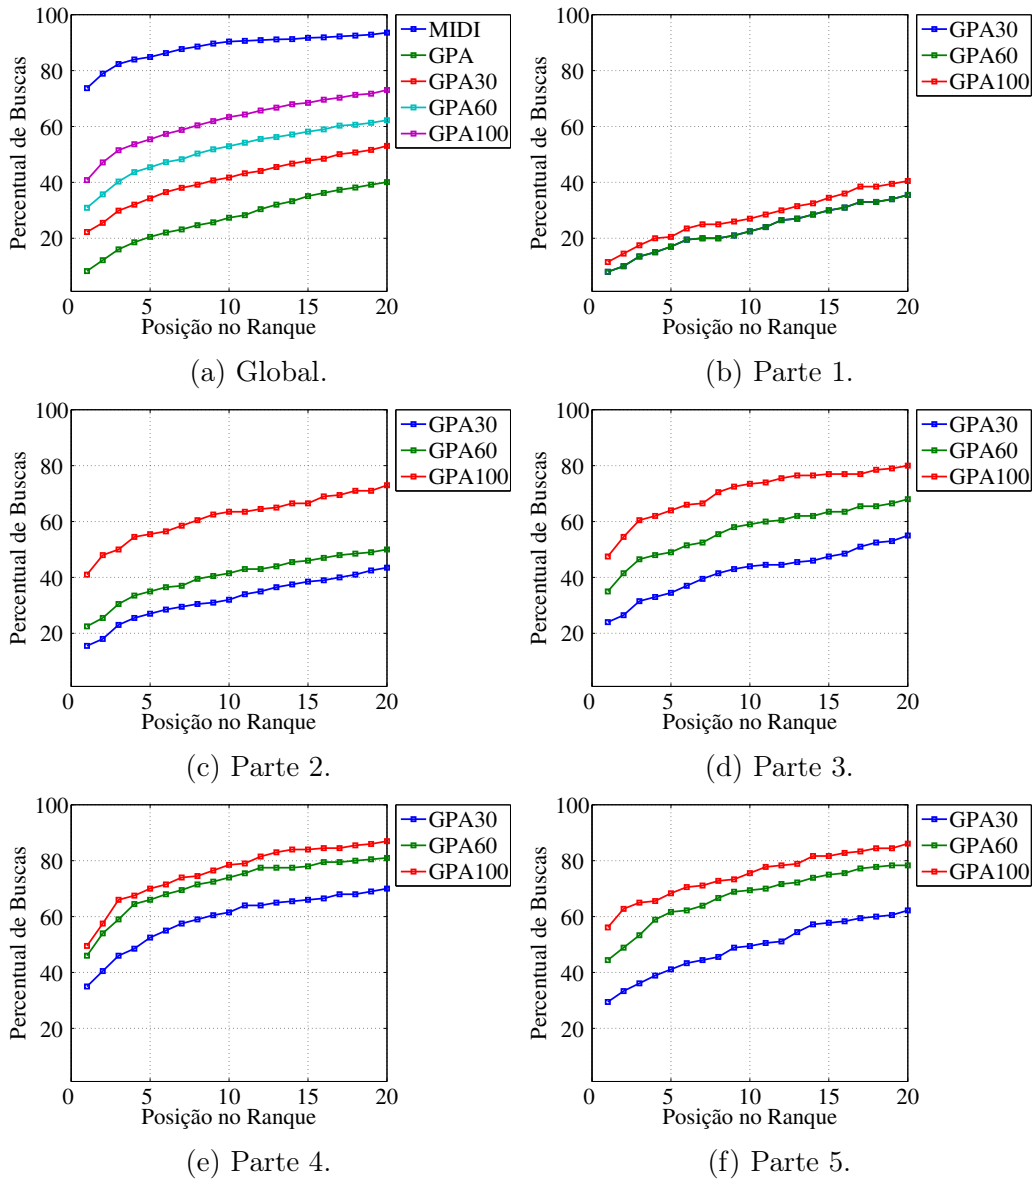 100
80
60
40
20
0
5
10
15
20
Percentual de Buscas
Posição no Ranque
MIDI
GPA
GPA30
GPA60
GPA100
(a) Global.
100
80
60
40
20
0
5
10
15
20
Percentual de Buscas
Posição no Ranque
GPA30
GPA60
GPA100
(b) Parte 1.
100
80
60
40
20
0
5
10
15
20
Percentual de Buscas
Posição no Ranque
GPA30
GPA60
GPA100
(c) Parte 2.
100
80
60
40
20
0
5
10
15
20
Percentual de Buscas
Posição no Ranque
GPA30
GPA60
GPA100
(d) Parte 3.
100
80
60
40
20
0
5
10
15
20
Percentual de Buscas
Posição no Ranque
GPA30
GPA60
GPA100
(e) Parte 4.
100
80
60
40
20
0
5
10
15
20
Percentual de Buscas
Posição no Ranque
GPA30
GPA60
GPA100
(f) Parte 5.